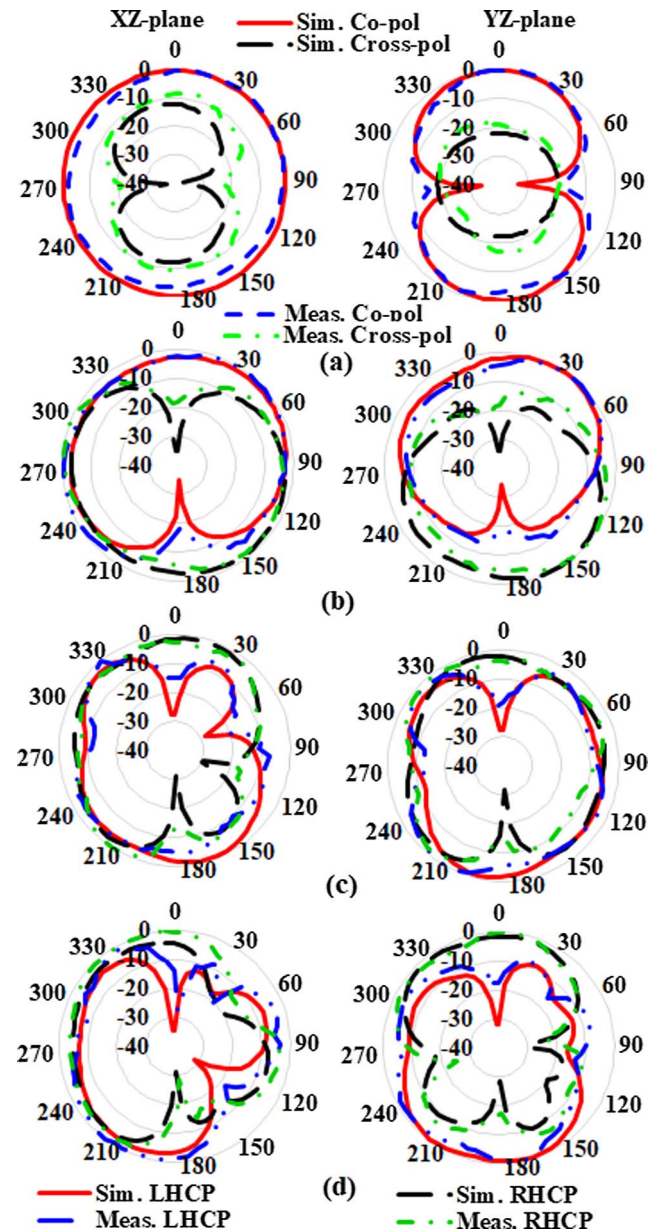 XZ-plane Sim. Co-pol YZ-plane
Sim. Cross-pol
0 0
330 0 30 330 0 30
-10 -10
300 60 300 60
-20 -20
-30 -30
270 -40 90 270 -40 90
240 120 240 120
210 150 210 150
180 180
Meas. Co-pol
Meas. Cross-pol
0 (a) 0
330 0 30 330 0 30
-10 -10
300 60 300 60
-20 -20
-30 -30
270 -40 90 270 -40 90
240 120 240 120
210 150 210 150
180 180
(b)
0 0
330 0 30 330 0 30
-10 -10
300 60 300 60
-20 -20
-30 -30
270 -40 90 270 -40 90
240 120 240 120
210 150 210 150
180 180
(c)
0 0
330 0 30 330 0 30
-10 -10
300 60 300 60
-20 -20
-30 -30
270 -40 90 270 -40 90
240 120 240 120
210 150 210 150
180 180
(d)
Sim. LHCP Sim. RHCP
Meas. LHCP Meas. RHCP